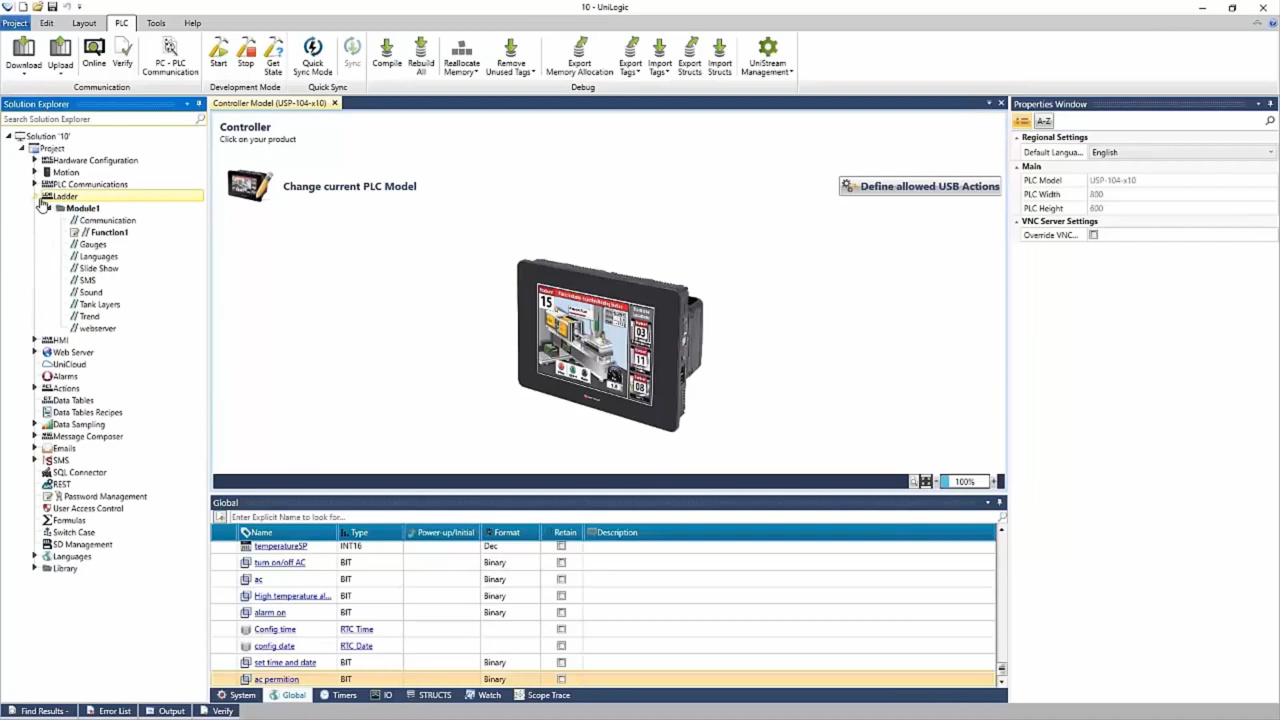 10 - UniLogic
Project Edit Layout PLC Tools Help
Download Upload Online Verify PC - PLC Communication Start Stop Get State Quick Sync Mode Sync Compile Rebuild All Reallocate Memory Remove Unused Tags Export Memory Allocation Export Tags Import Tags Export Structs Import Structs UniStream Management
Communication Development Mode Quick Sync Debug
Solution Explorer
Search Solution Explorer
Solution '10'
Project
Hardware Configuration
Motion
PLC Communications
Ladder
Module1
Communication
Function1
Gauges
Languages
Slide Show
SMS
Sound
Tank Layers
Trend
webserver
HMI
Web Server
UniCloud
Alarms
Actions
Data Tables
Data Tables Recipes
Data Sampling
Message Composer
Emails
SMS
SQL Connector
REST
Password Management
User Access Control
Formulas
Switch Case
SD Management
Languages
Library
Controller Model (USP-104-x10)
Controller
Click on your product
Change current PLC Model
Define allowed USB Actions
15
03
11
08
100%
Global
Enter Explicit Name to look for...
Name Type Power-up/Initial Format Retain Description
temperatureSP INT16 Dec
turn on/off AC BIT Binary
ac BIT Binary
High temperature al... BIT Binary
alarm on BIT Binary
Config time RTC Time
config date RTC Date
set time and date BIT Binary
ac permition BIT Binary
System Global Timers IO STRUCTS Watch Scope Trace
Properties Window
A-Z
Regional Settings
Default Langua... English
Main
PLC Model USP-104-x10
PLC Width 800
PLC Height 600
VNC Server Settings
Override VNC...
Find Results - Error List Output Verify